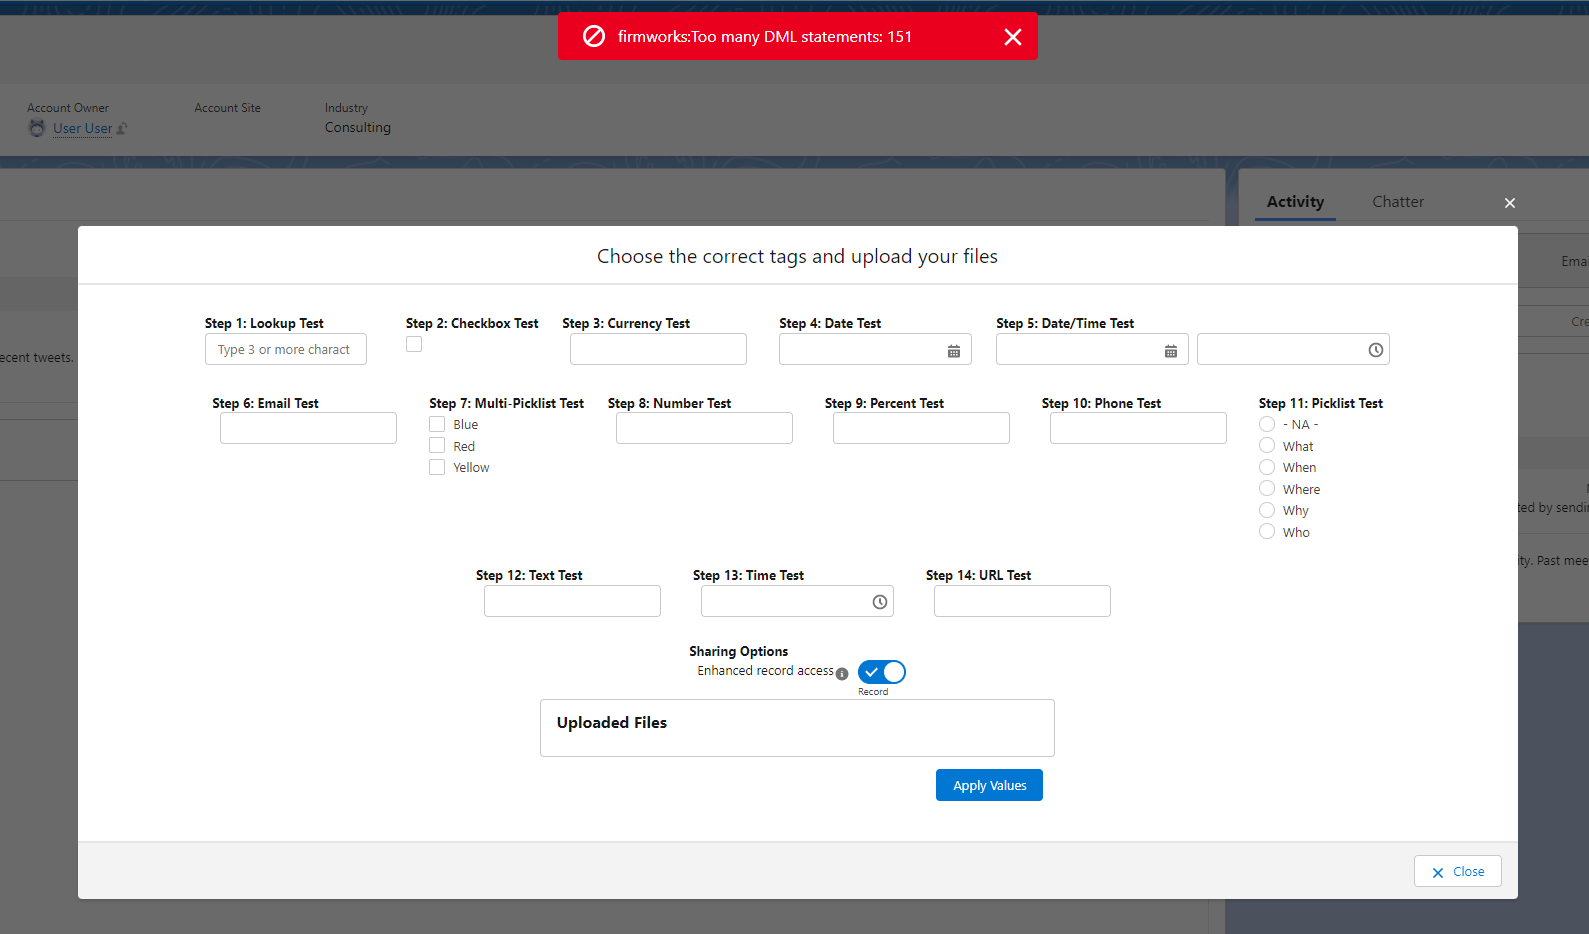 firmworks:Too many DML statements: 151
Account Owner
Account Site
Industry
User User
Consulting
Activity
Chatter
Choose the correct tags and upload your files
Step 1: Lookup Test
Step 2: Checkbox Test
Step 3: Currency Test
Step 4: Date Test
Step 5: Date/Time Test
Type 3 or more charact
ecent tweets.
Step 6: Email Test
Step 7: Multi-Picklist Test
Blue
Red
Yellow
Step 8: Number Test
Step 9: Percent Test
Step 10: Phone Test
Step 11: Picklist Test
- NA -
What
When
Where
Why
Who
Step 12: Text Test
Step 13: Time Test
Step 14: URL Test
Sharing Options
Enhanced record access
Record
Uploaded Files
Apply Values
Close
Emai
Cre
ted by sendin
ity. Past mee